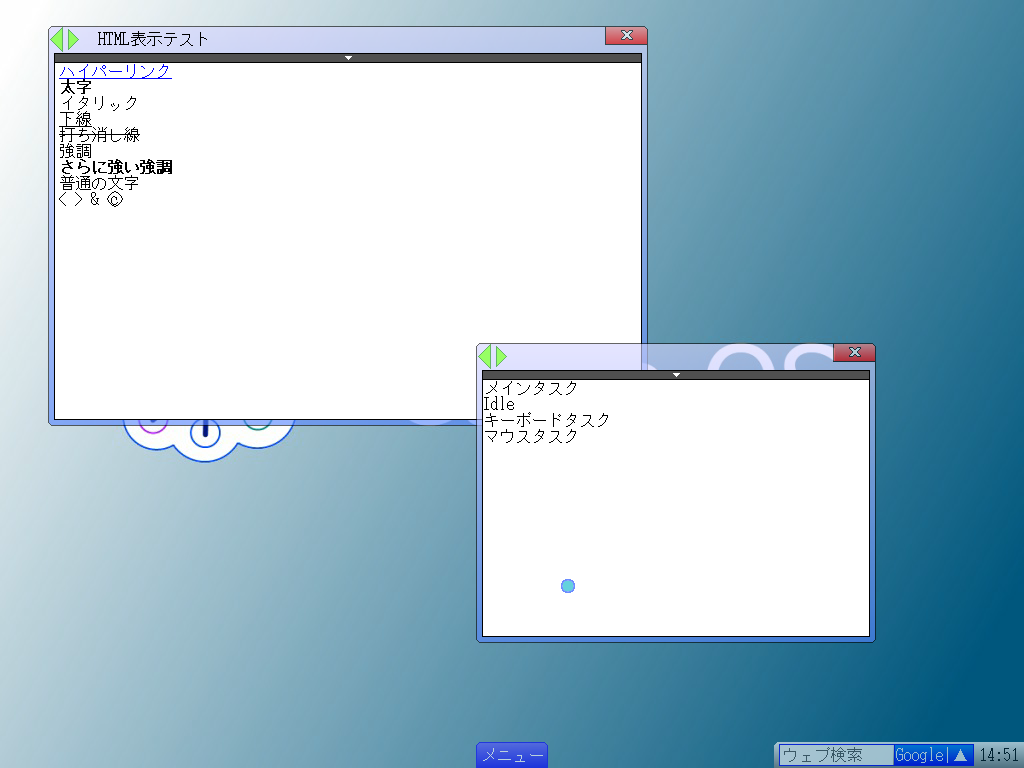 HTML表示テスト
ハイパーリンク
太字
イタリック
下線
打ち消し線
強調
さらに強い強調
普通の文字
< > & ©
メインタスク
Idle
キーボードタスク
マウスタスク
メニュー
ウェブ検索 Google 14:51